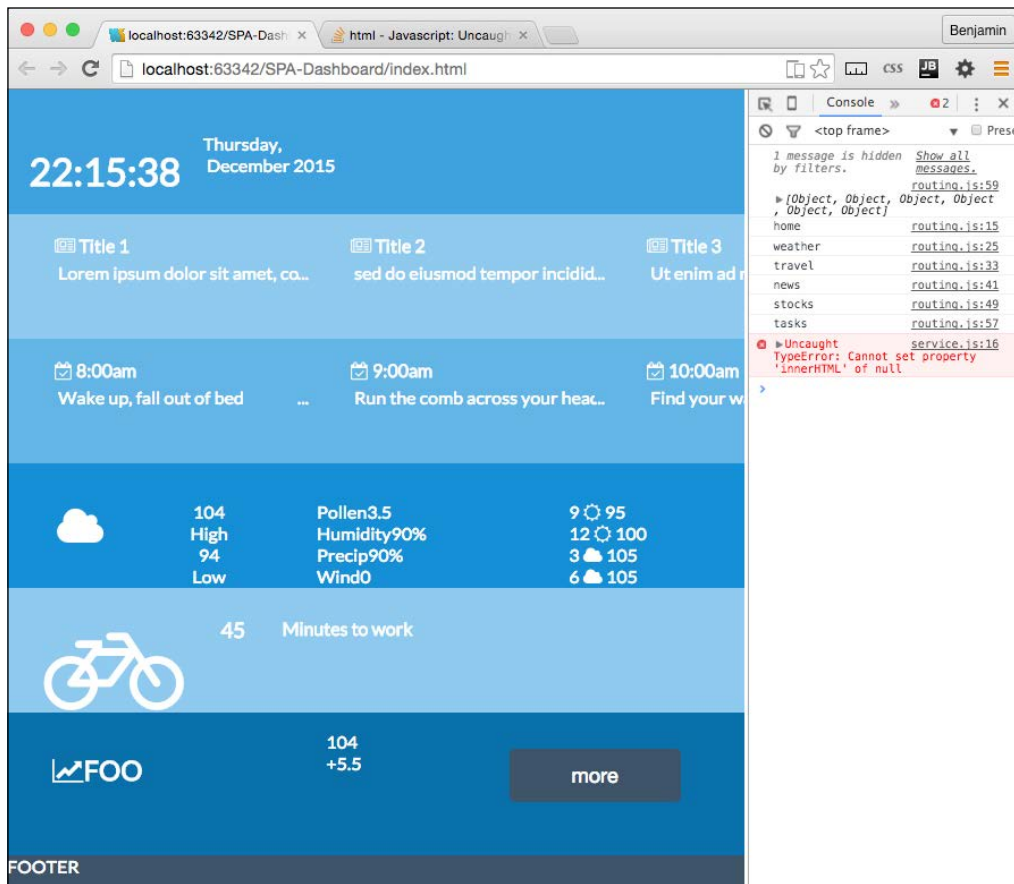 localhost:63342/SPA-Dash
html - Javascript: Uncaugh
Benjamin
localhost:63342/SPA-Dashboard/index.html
css
JB
22:15:38
Thursday,
December 2015
Title 1
Lorem ipsum dolor sit amet, co...
Title 2
sed do eiusmod tempor incidid...
Title 3
Ut enim ad
8:00am
Wake up, fall out of bed ...
9:00am
Run the comb across your head...
10:00am
Find your
104
High
94
Low
Pollen3.5
Humidity90%
Precip90%
Wind0
9 95
12 100
3 105
6 105
45 Minutes to work
FOO
104
+5.5
more
FOOTER
Console » 2
<top frame> Prese
1 message is hidden by filters. Show all messages.
routing.js:59
[Object, Object, Object, Object
, Object, Object]
home routing.js:15
weather routing.js:25
travel routing.js:33
news routing.js:41
stocks routing.js:49
tasks routing.js:57
Uncaught service.js:16
TypeError: Cannot set property
'innerHTML' of null